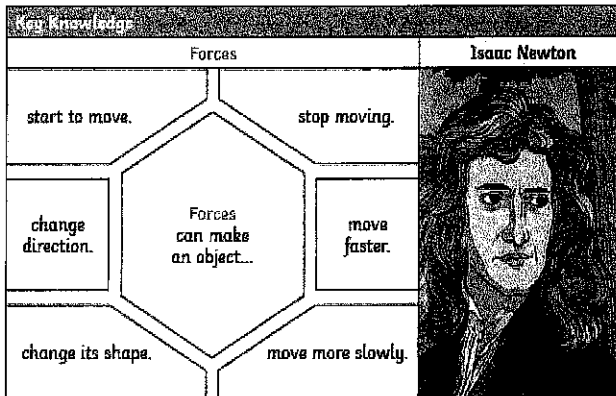 Key Knowledge
Forces
Isaac Newton
start to move.
stop moving.
change
direction.
Forces
can make
an object...
move
faster.
change its shape.
move more slowly.